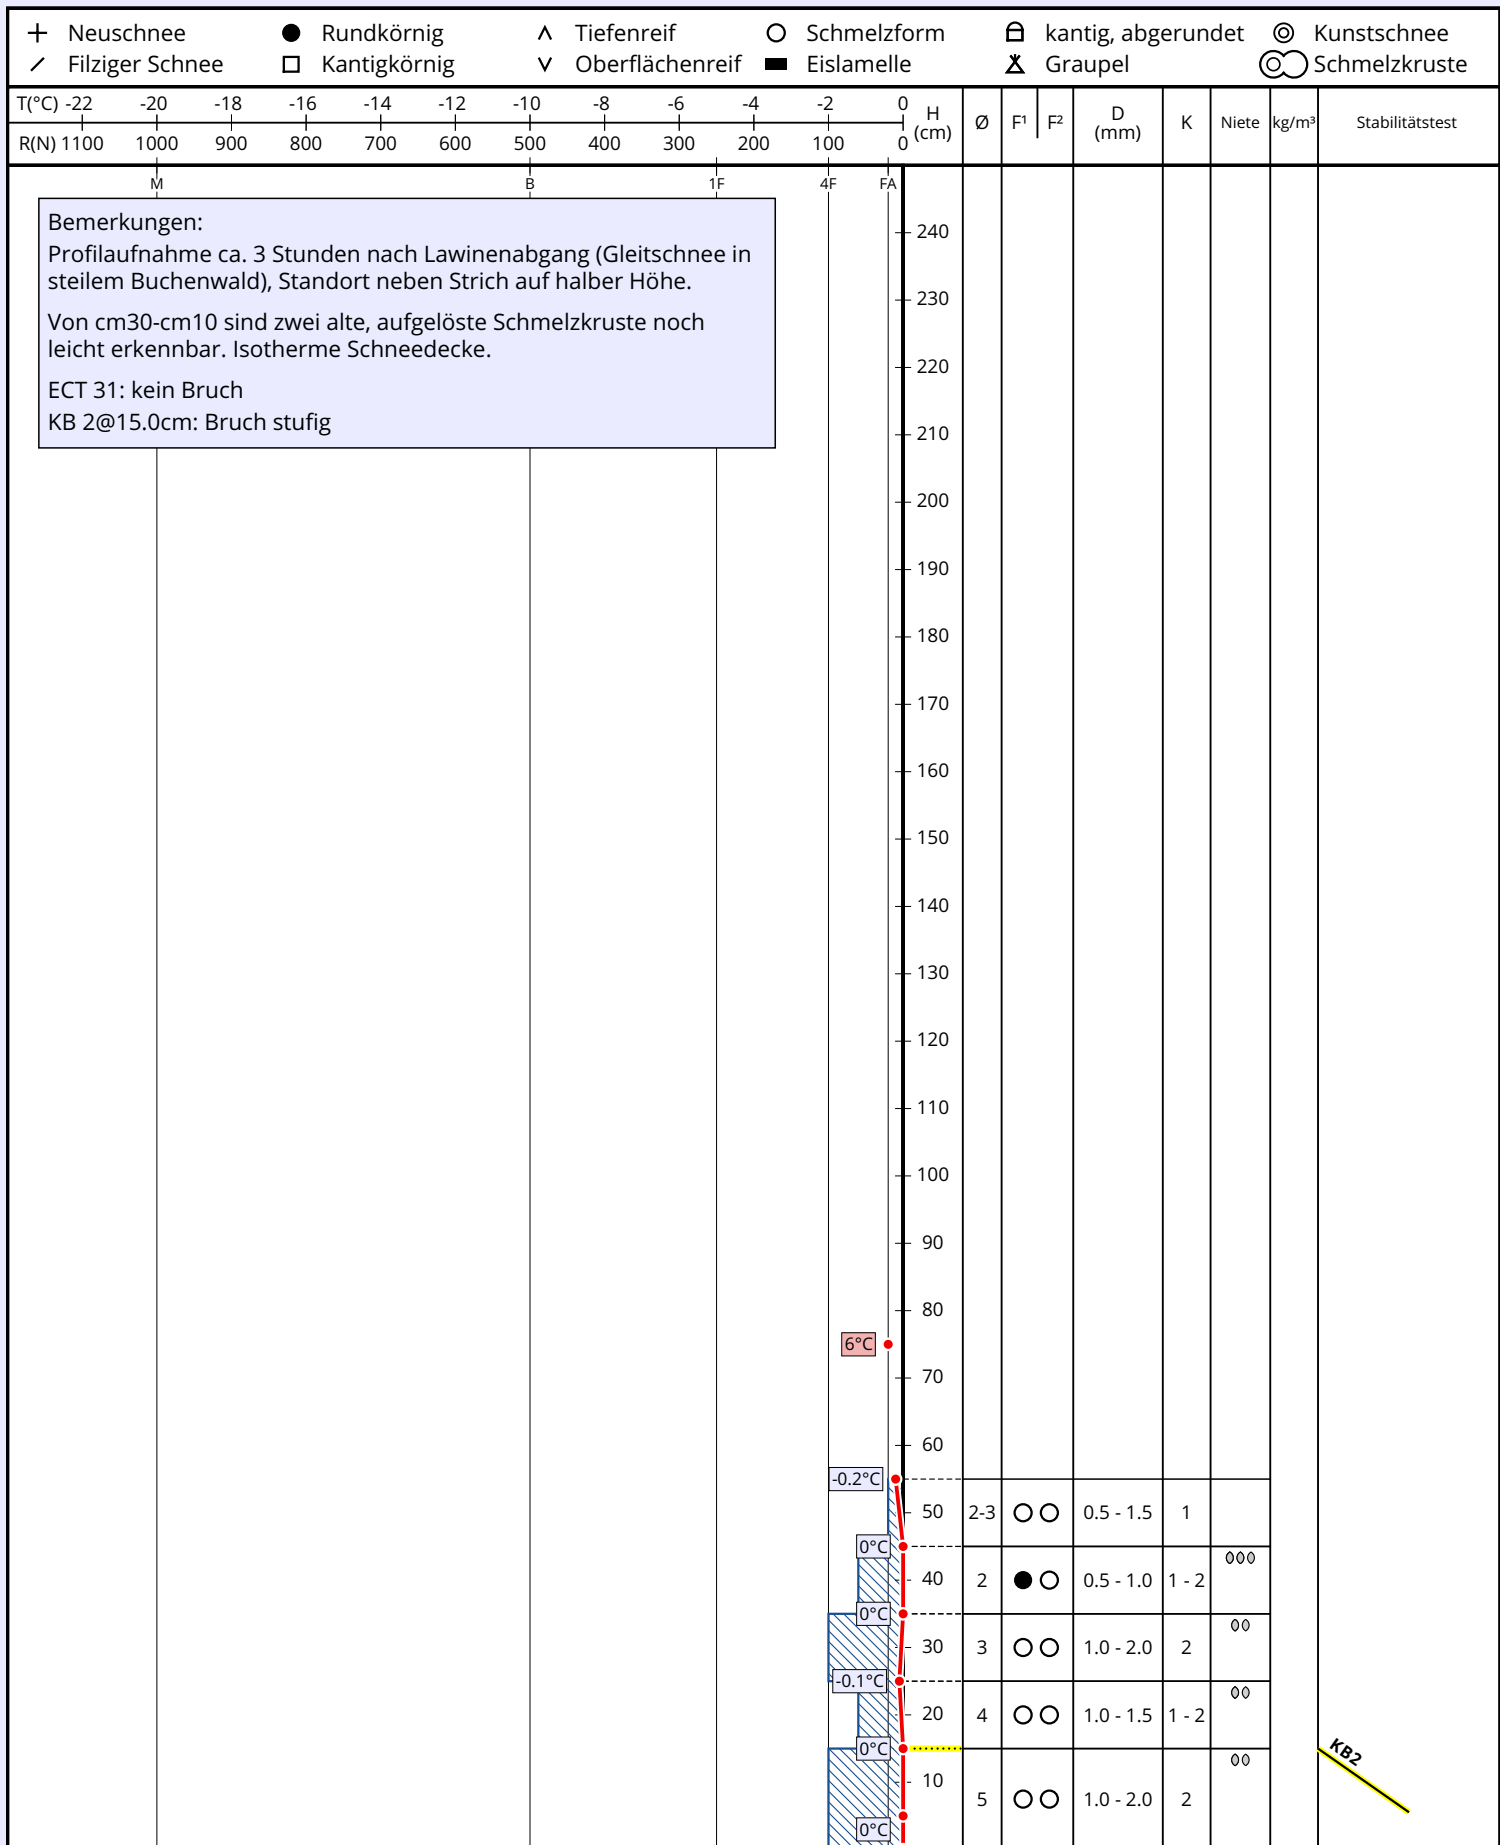 Neuschnee Rundkörnig Tiefenreif Schmelzform kantig, abgerundet Kunstschnee
Filziger Schnee Kantigkörnig Oberflächenreif Eislamelle Graupel Schmelzkruste
T(°C) -22 -20 -18 -16 -14 -12 -10 -8 -6 -4 -2 0
R(N) 1100 1000 900 800 700 600 500 400 300 200 100 0
H (cm) Ø F¹ F² D (mm) K Niete kg/m³ Stabilitätstest
M B 1F 4F FA
Bemerkungen:
Profilaufnahme ca. 3 Stunden nach Lawinenabgang (Gleitschnee in
steilem Buchenwald), Standort neben Strich auf halber Höhe.
Von cm30-cm10 sind zwei alte, aufgelöste Schmelzkruste noch
leicht erkennbar. Isotherme Schneedecke.
ECT 31: kein Bruch
KB 2@15.0cm: Bruch stufig
240
230
220
210
200
190
180
170
160
150
140
130
120
110
100
90
80
6°C
70
60
-0.2°C
50 2-3 0.5 - 1.5 1
0°C
40 2 0.5 - 1.0 1 - 2
0°C
30 3 1.0 - 2.0 2
-0.1°C
20 4 1.0 - 1.5 1 - 2
0°C
KB2
10
5 1.0 - 2.0 2
0°C